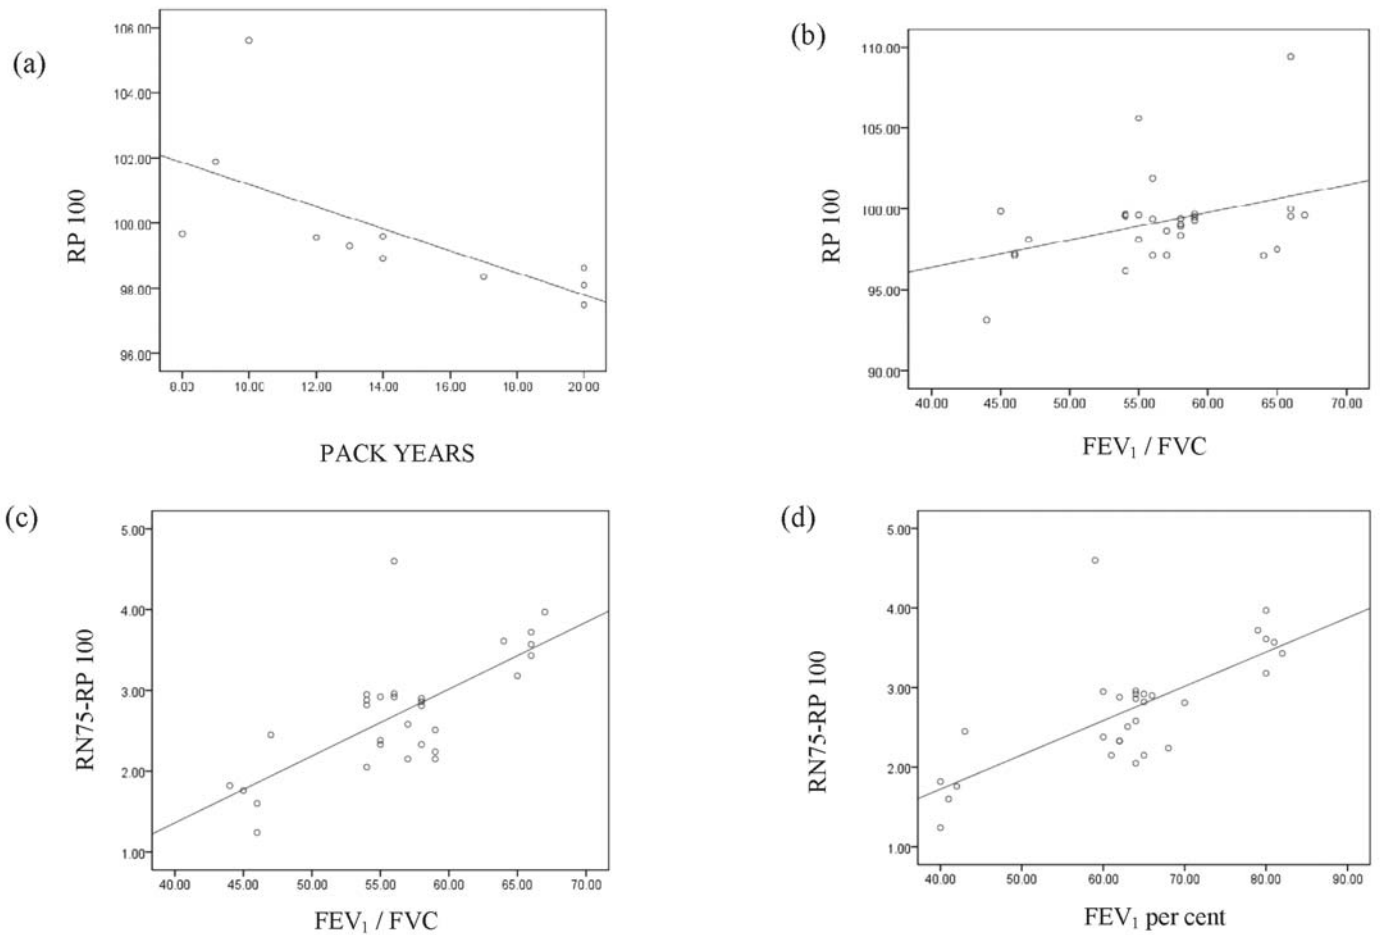 (a)
106.00
104.00
102.00
100.00
98.00
96.00
RP 100
8.00 10.00 12.00 14.00 16.00 18.00 20.00
PACK YEARS
(b)
110.00
105.00
100.00
95.00
90.00
RP 100
40.00 45.00 50.00 55.00 60.00 65.00 70.00
FEV₁ / FVC
(c)
5.00
4.00
3.00
2.00
1.00
RN75-RP 100
40.00 45.00 50.00 55.00 60.00 65.00 70.00
FEV₁ / FVC
(d)
5.00
4.00
3.00
2.00
1.00
RN75-RP 100
40.00 50.00 60.00 70.00 80.00 90.00
FEV₁ per cent